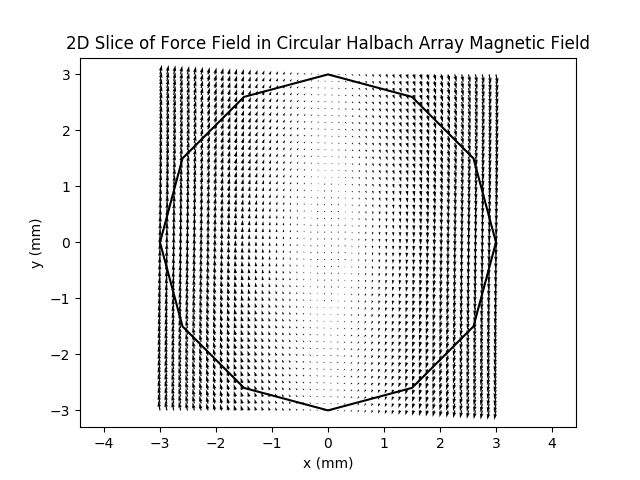 2D Slice of Force Field in Circular Halbach Array Magnetic Field
3
2
1
0
−1
−2
−3
y (mm)
−4 −3 −2 −1 0 1 2 3 4
x (mm)